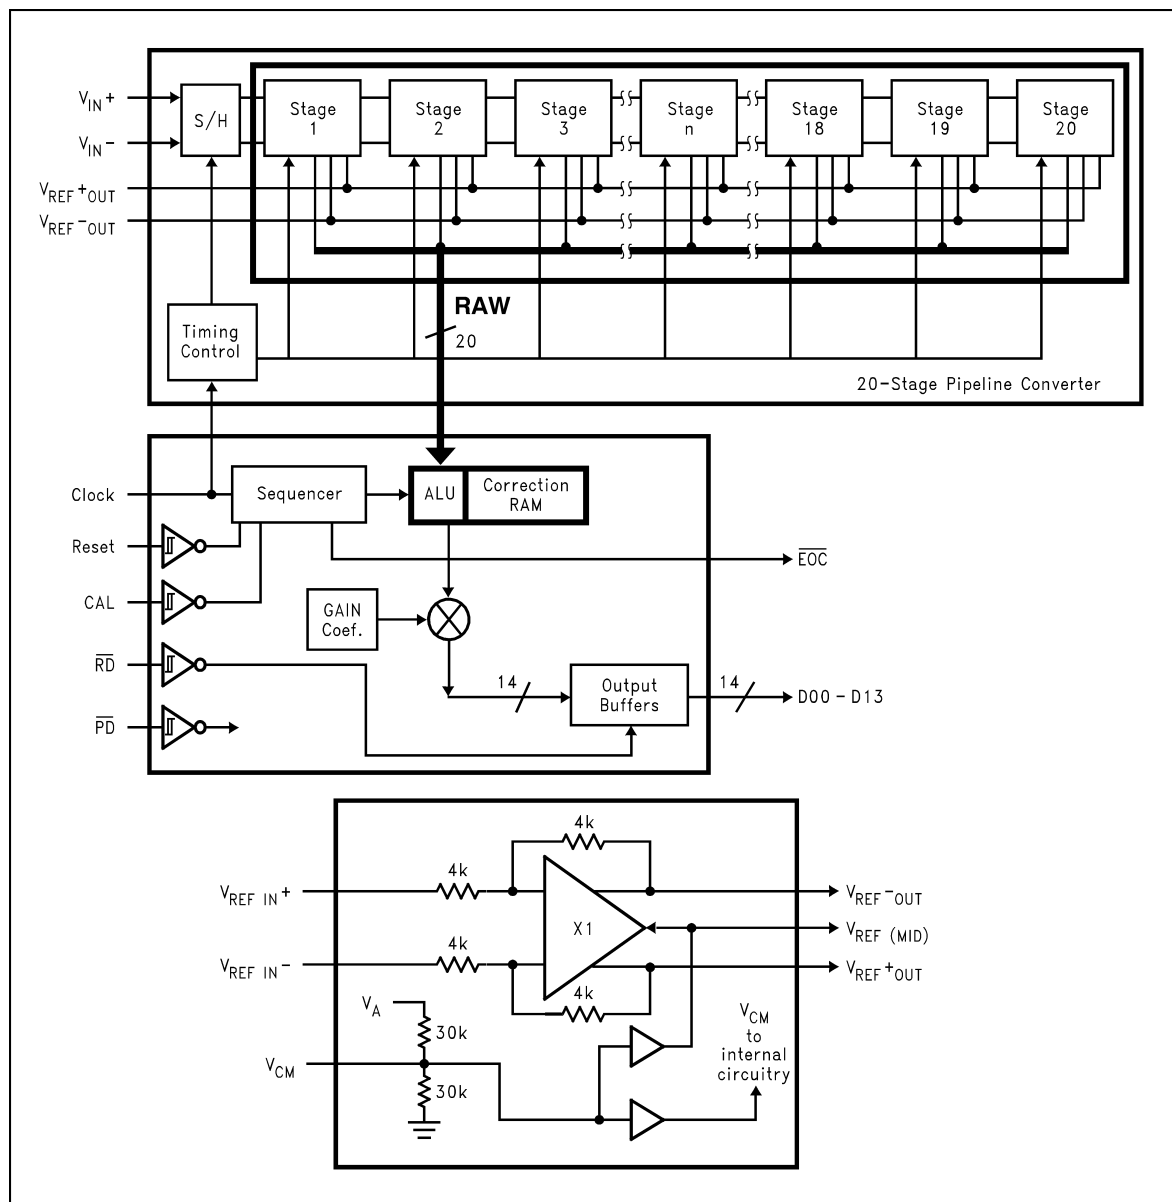 V_IN+
V_IN-
S/H
Stage 1
Stage 2
Stage 3
Stage n
Stage 18
Stage 19
Stage 20
V_REF+OUT
V_REF-OUT
RAW
20
Timing Control
20-Stage Pipeline Converter
Clock
Sequencer
ALU
Correction RAM
Reset
EOC
CAL
GAIN Coef.
RD
14
Output Buffers
14
D00-D13
PD
4k
4k
V_REF IN+
V_REF-OUT
X1
V_REF (MID)
4k
V_REF IN-
V_REF+OUT
4k
V_A
30k
V_CM
30k
V_CM
to
internal
circuitry